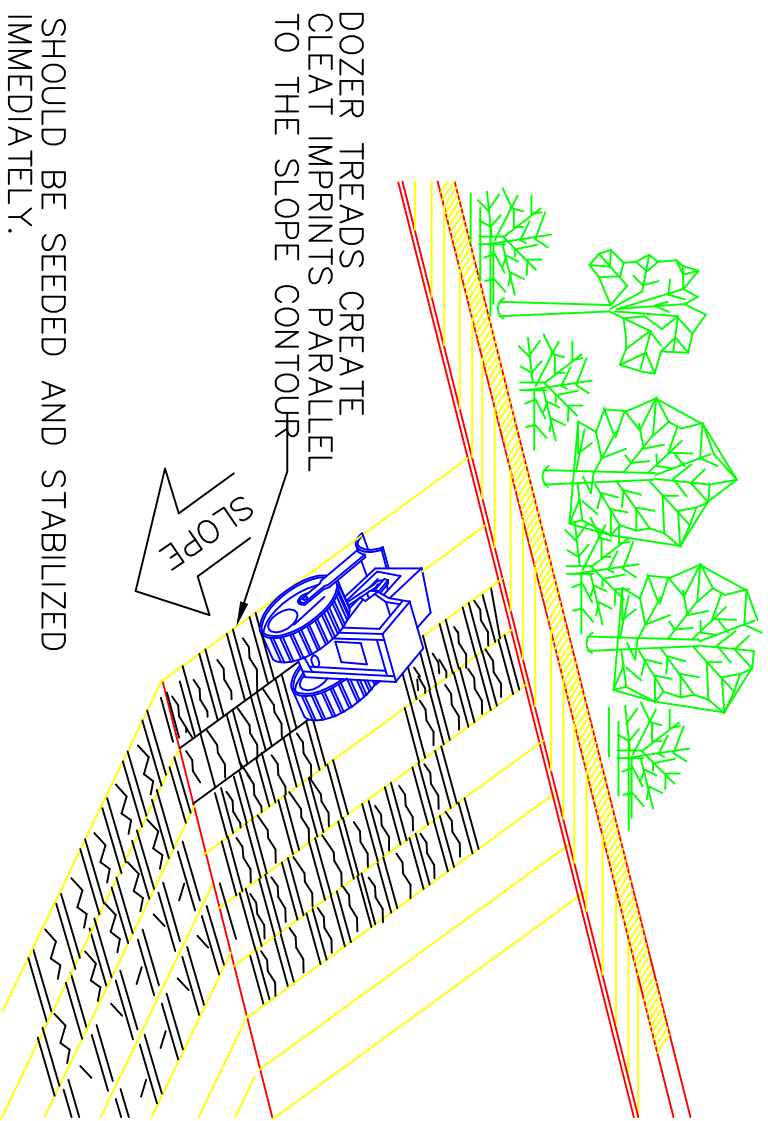 DOZER TREADS CREATE
CLEAT IMPRINTS PARALLEL
TO THE SLOPE CONTOUR
SLOPE
SHOULD BE SEEDED AND STABILIZED
IMMEDIATELY.